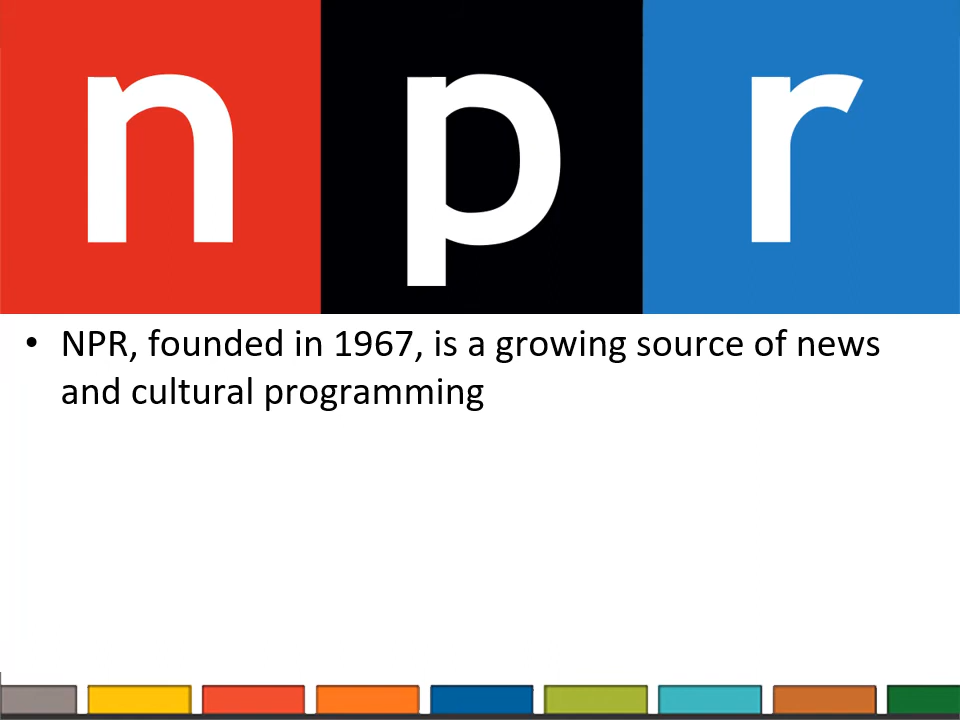 npr
• NPR, founded in 1967, is a growing source of news
and cultural programming